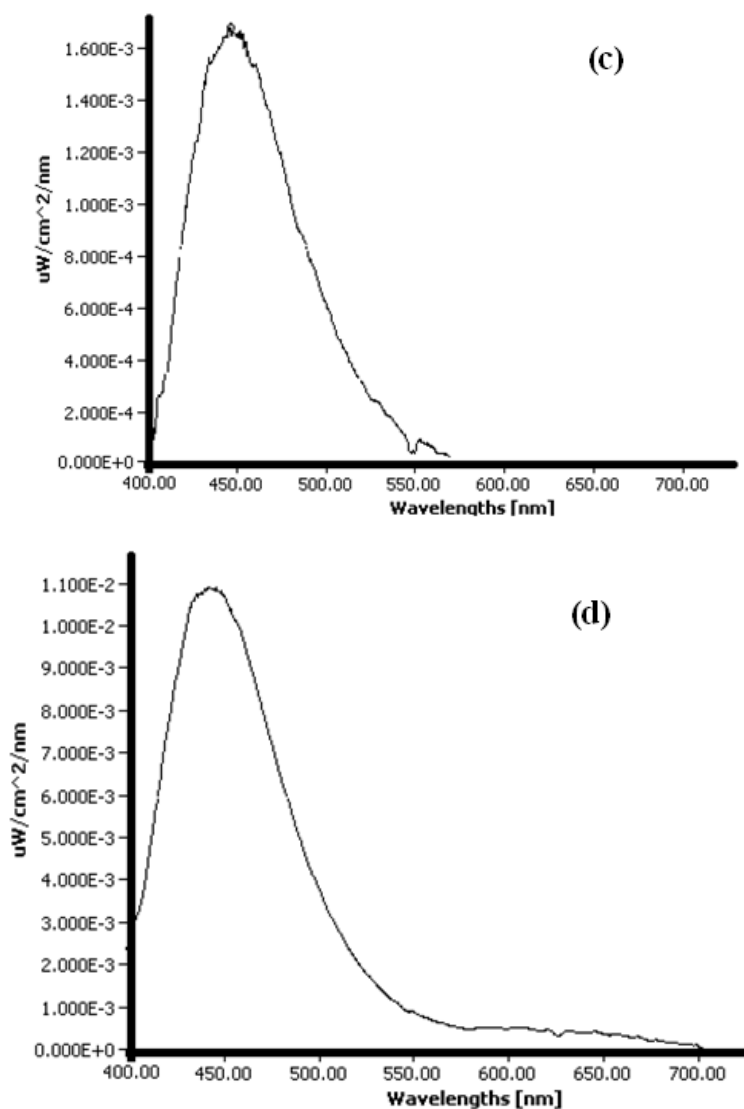 (c)
uW/cm^2/nm
1.600E-3
1.400E-3
1.200E-3
1.000E-3
8.000E-4
6.000E-4
4.000E-4
2.000E-4
0.000E+0
400.00 450.00 500.00 550.00 600.00 650.00 700.00
Wavelengths [nm]
(d)
uW/cm^2/nm
1.100E-2
1.000E-2
9.000E-3
8.000E-3
7.000E-3
6.000E-3
5.000E-3
4.000E-3
3.000E-3
2.000E-3
1.000E-3
0.000E+0
400.00 450.00 500.00 550.00 600.00 650.00 700.00
Wavelengths [nm]